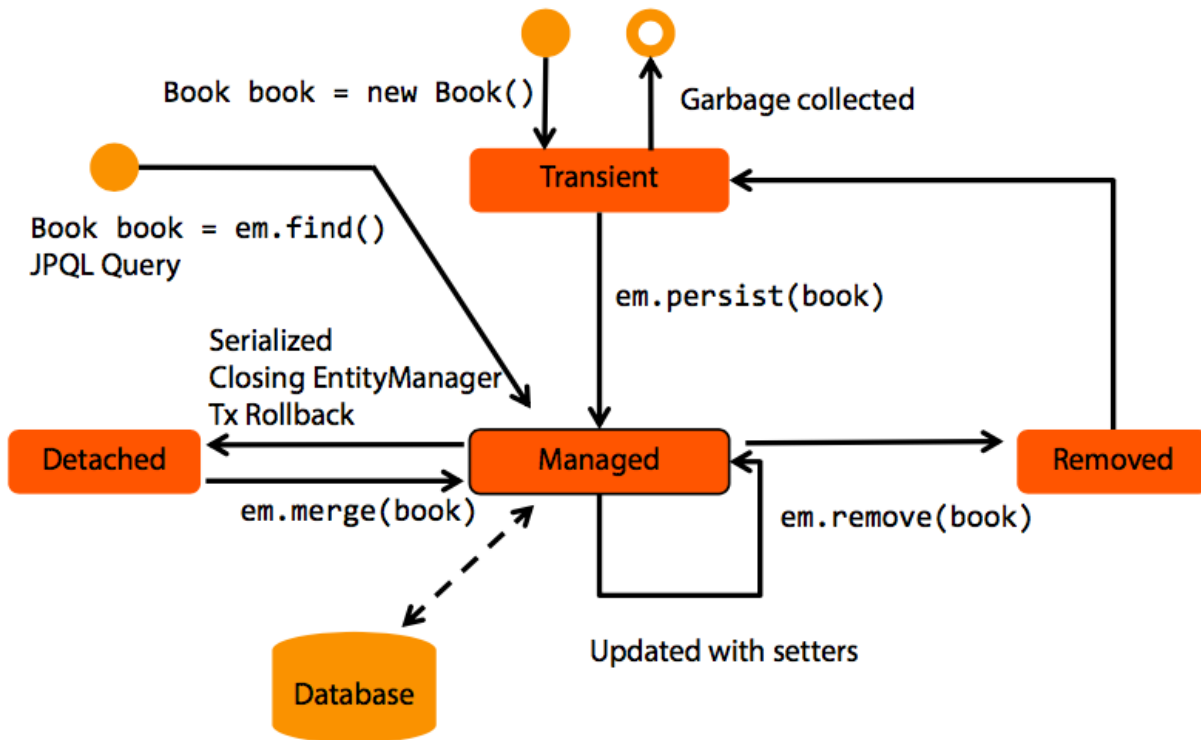 Book book = new Book()
Garbage collected
Transient
Book book = em.find()
JPQL Query
em.persist(book)
Serialized
Closing EntityManager
Tx Rollback
Detached
Managed
Removed
em.merge(book)
em.remove(book)
Updated with setters
Database